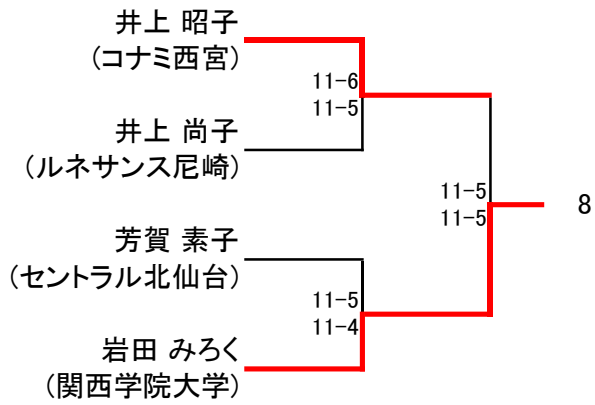 井上 昭子
(コナミ西宮)
11-6
11-5
井上 尚子
(ルネサンス尼崎)
11-5
11-5
8
芳賀 素子
(セントラル北仙台)
11-5
11-4
岩田 みろく
(関西学院大学)